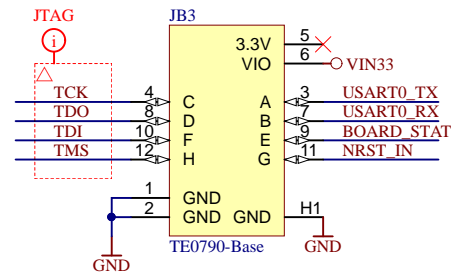 JTAG
JB3
i
3.3V 5
VIO 6 VIN33
TCK 4 C A 3 USART0_TX
TDO 8 D B 7 USART0_RX
TDI 10 F E 9 BOARD_STAT
TMS 12 H G 11 NRST_IN
1 GND
2 GND GND H1
TE0790-Base
GND GND